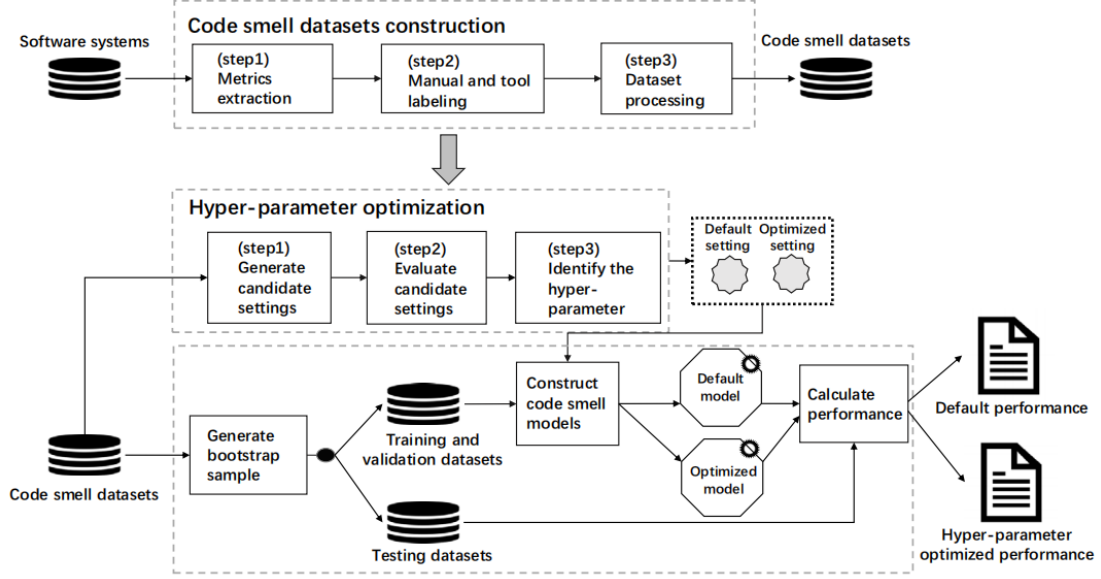 Code smell datasets construction
Software systems
Code smell datasets
(step1)
Metrics
extraction
(step2)
Manual and tool
labeling
(step3)
Dataset
processing
Hyper-parameter optimization
(step1)
Generate
candidate
settings
(step2)
Evaluate
candidate
settings
(step3)
Identify the
hyper-
parameter
Default
setting
Optimized
setting
Code smell datasets
Generate
bootstrap
sample
Training and
validation datasets
Testing datasets
Construct
code smell
models
Default
model
Optimized
model
Calculate
performance
Default performance
Hyper-parameter
optimized performance